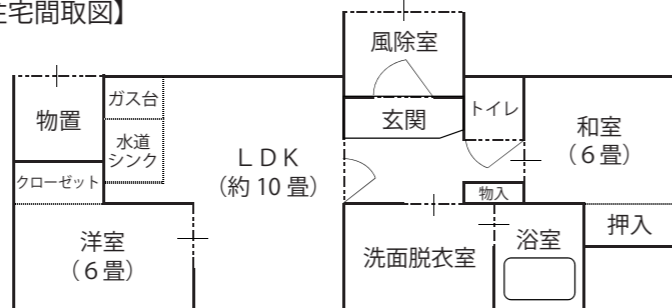 住宅間取図】
風除室
物置
ガス台
水道
シンク
クローゼット
ＬＤＫ
（約 10 畳）
玄関
トイレ
和室
（６畳）
物入
洋室
（６畳）
洗面脱衣室
浴室
押入